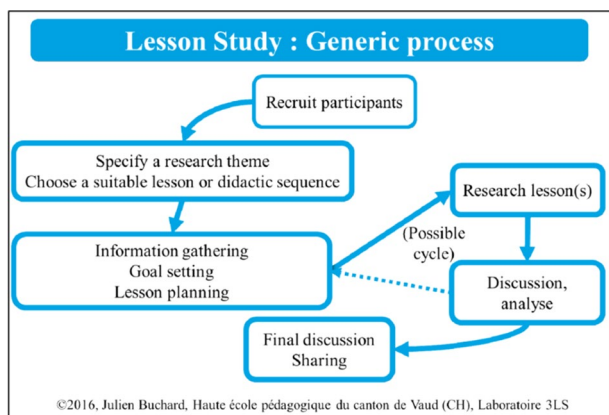 Lesson Study : Generic process
Recruit participants
Specify a research theme
Choose a suitable lesson or didactic sequence
Research lesson(s)
(Possible
cycle)
Information gathering
Goal setting
Lesson planning
Discussion,
analyse
Final discussion
Sharing
©2016, Julien Buchard, Haute école pédagogique du canton de Vaud (CH), Laboratoire 3LS